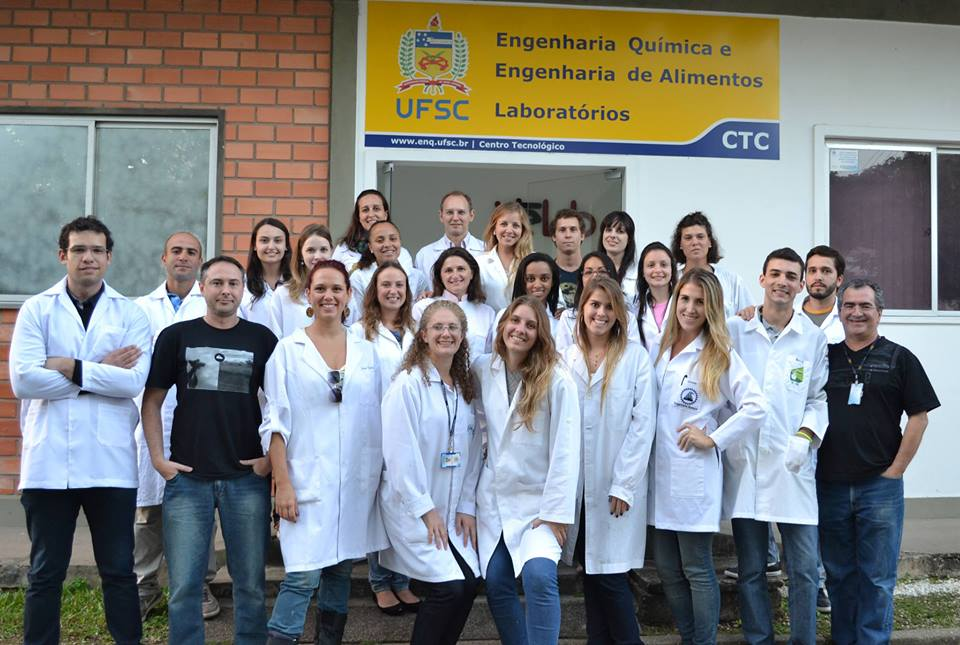 Engenharia Química e
Engenharia de Alimentos
UFSC
Laboratórios
www.enq.ufsc.br | Centro Tecnológico
CTC